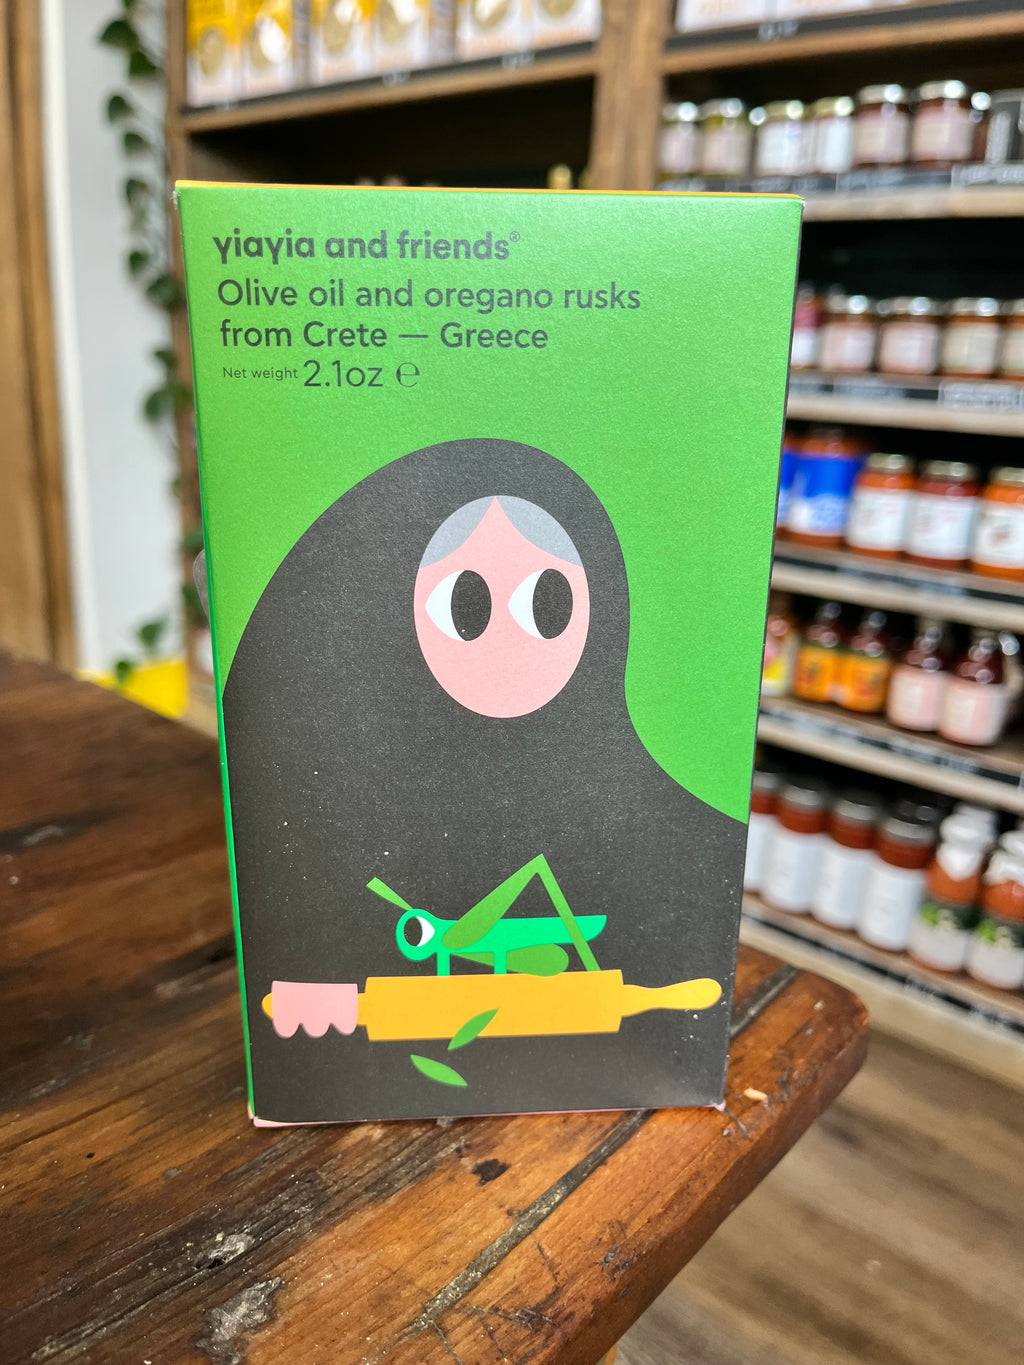 yiayia and friends®
Olive oil and oregano rusks
from Crete — Greece
Net weight 2.1oz ℮